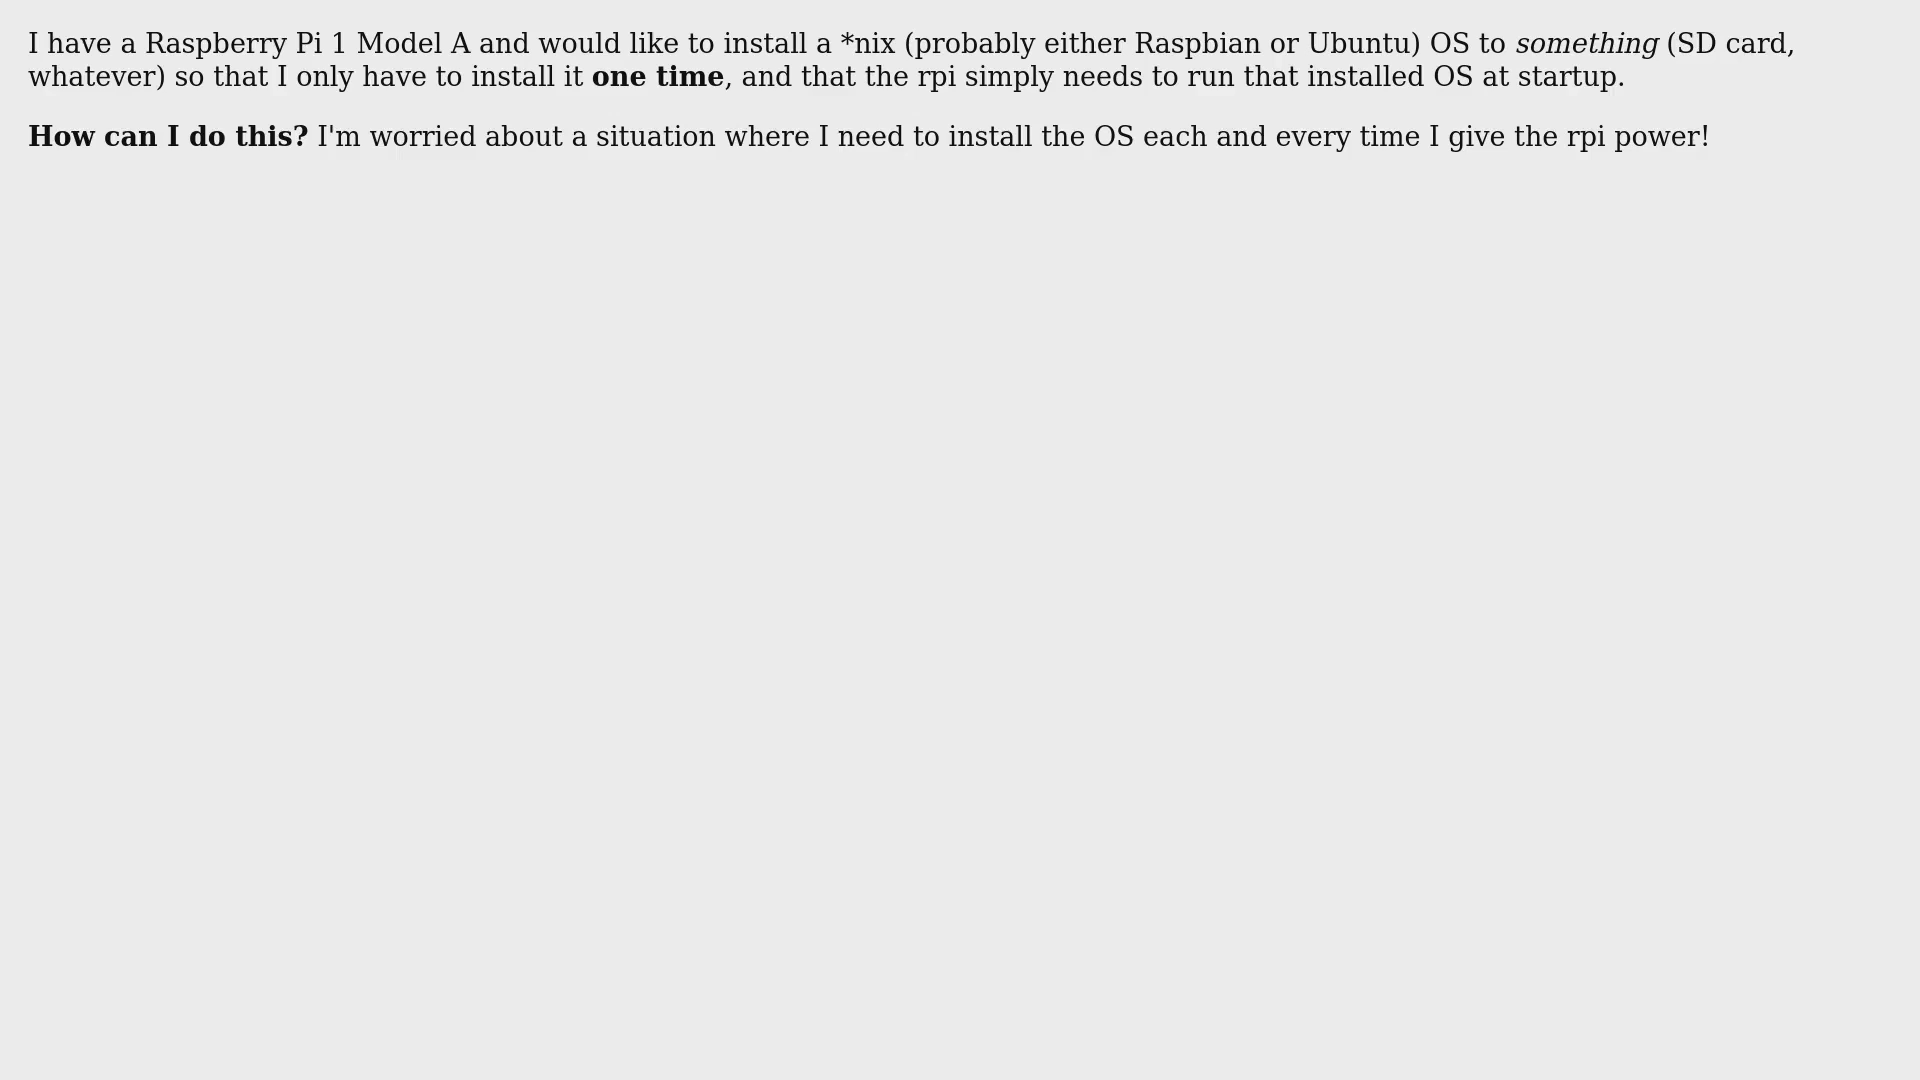 I have a Raspberry Pi 1 Model A and would like to install a *nix (probably either Raspbian or Ubuntu) OS to something (SD card,
whatever) so that I only have to install it one time, and that the rpi simply needs to run that installed OS at startup.
How can I do this? I'm worried about a situation where I need to install the OS each and every time I give the rpi power!